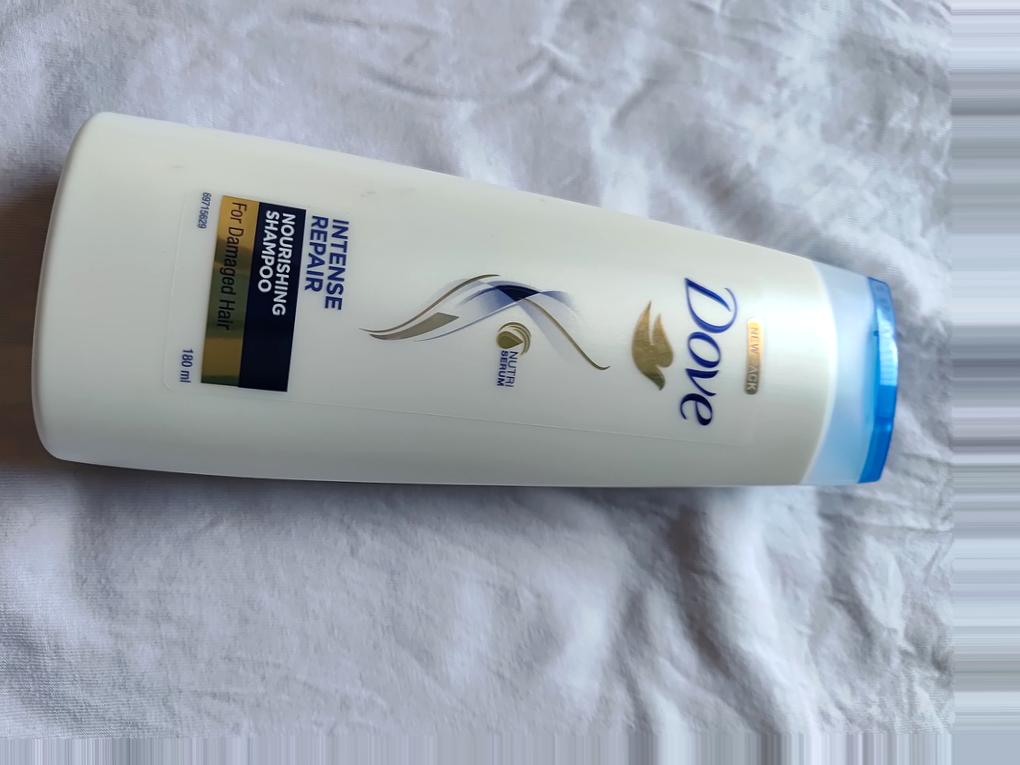 NEW PACK
Dove
NUTRI
SERUM
INTENSE
REPAIR
NOURISHING
SHAMPOO
For Damaged Hair
69715629
180 ml